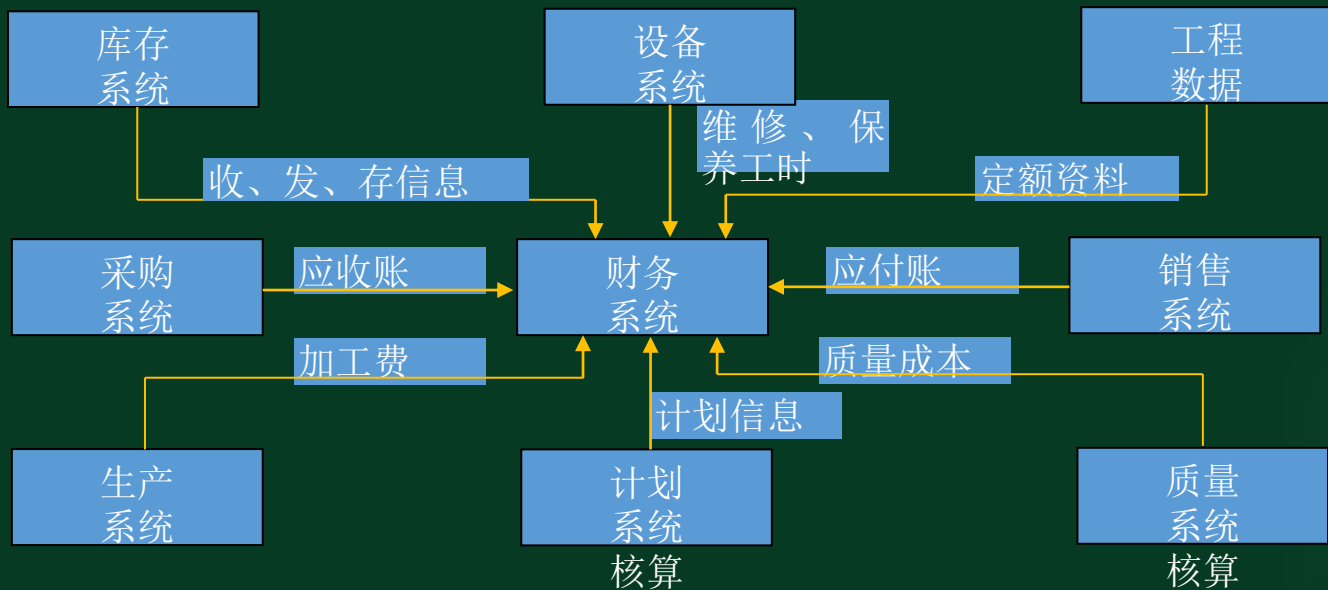 库存
系统
设备
系统
工程
数据
维修、保
养工时
收、发、存信息
定额资料
采购
系统
应收账
财务
系统
应付账
销售
系统
加工费
质量成本
计划信息
生产
系统
计划
系统
核算
质量
系统
核算